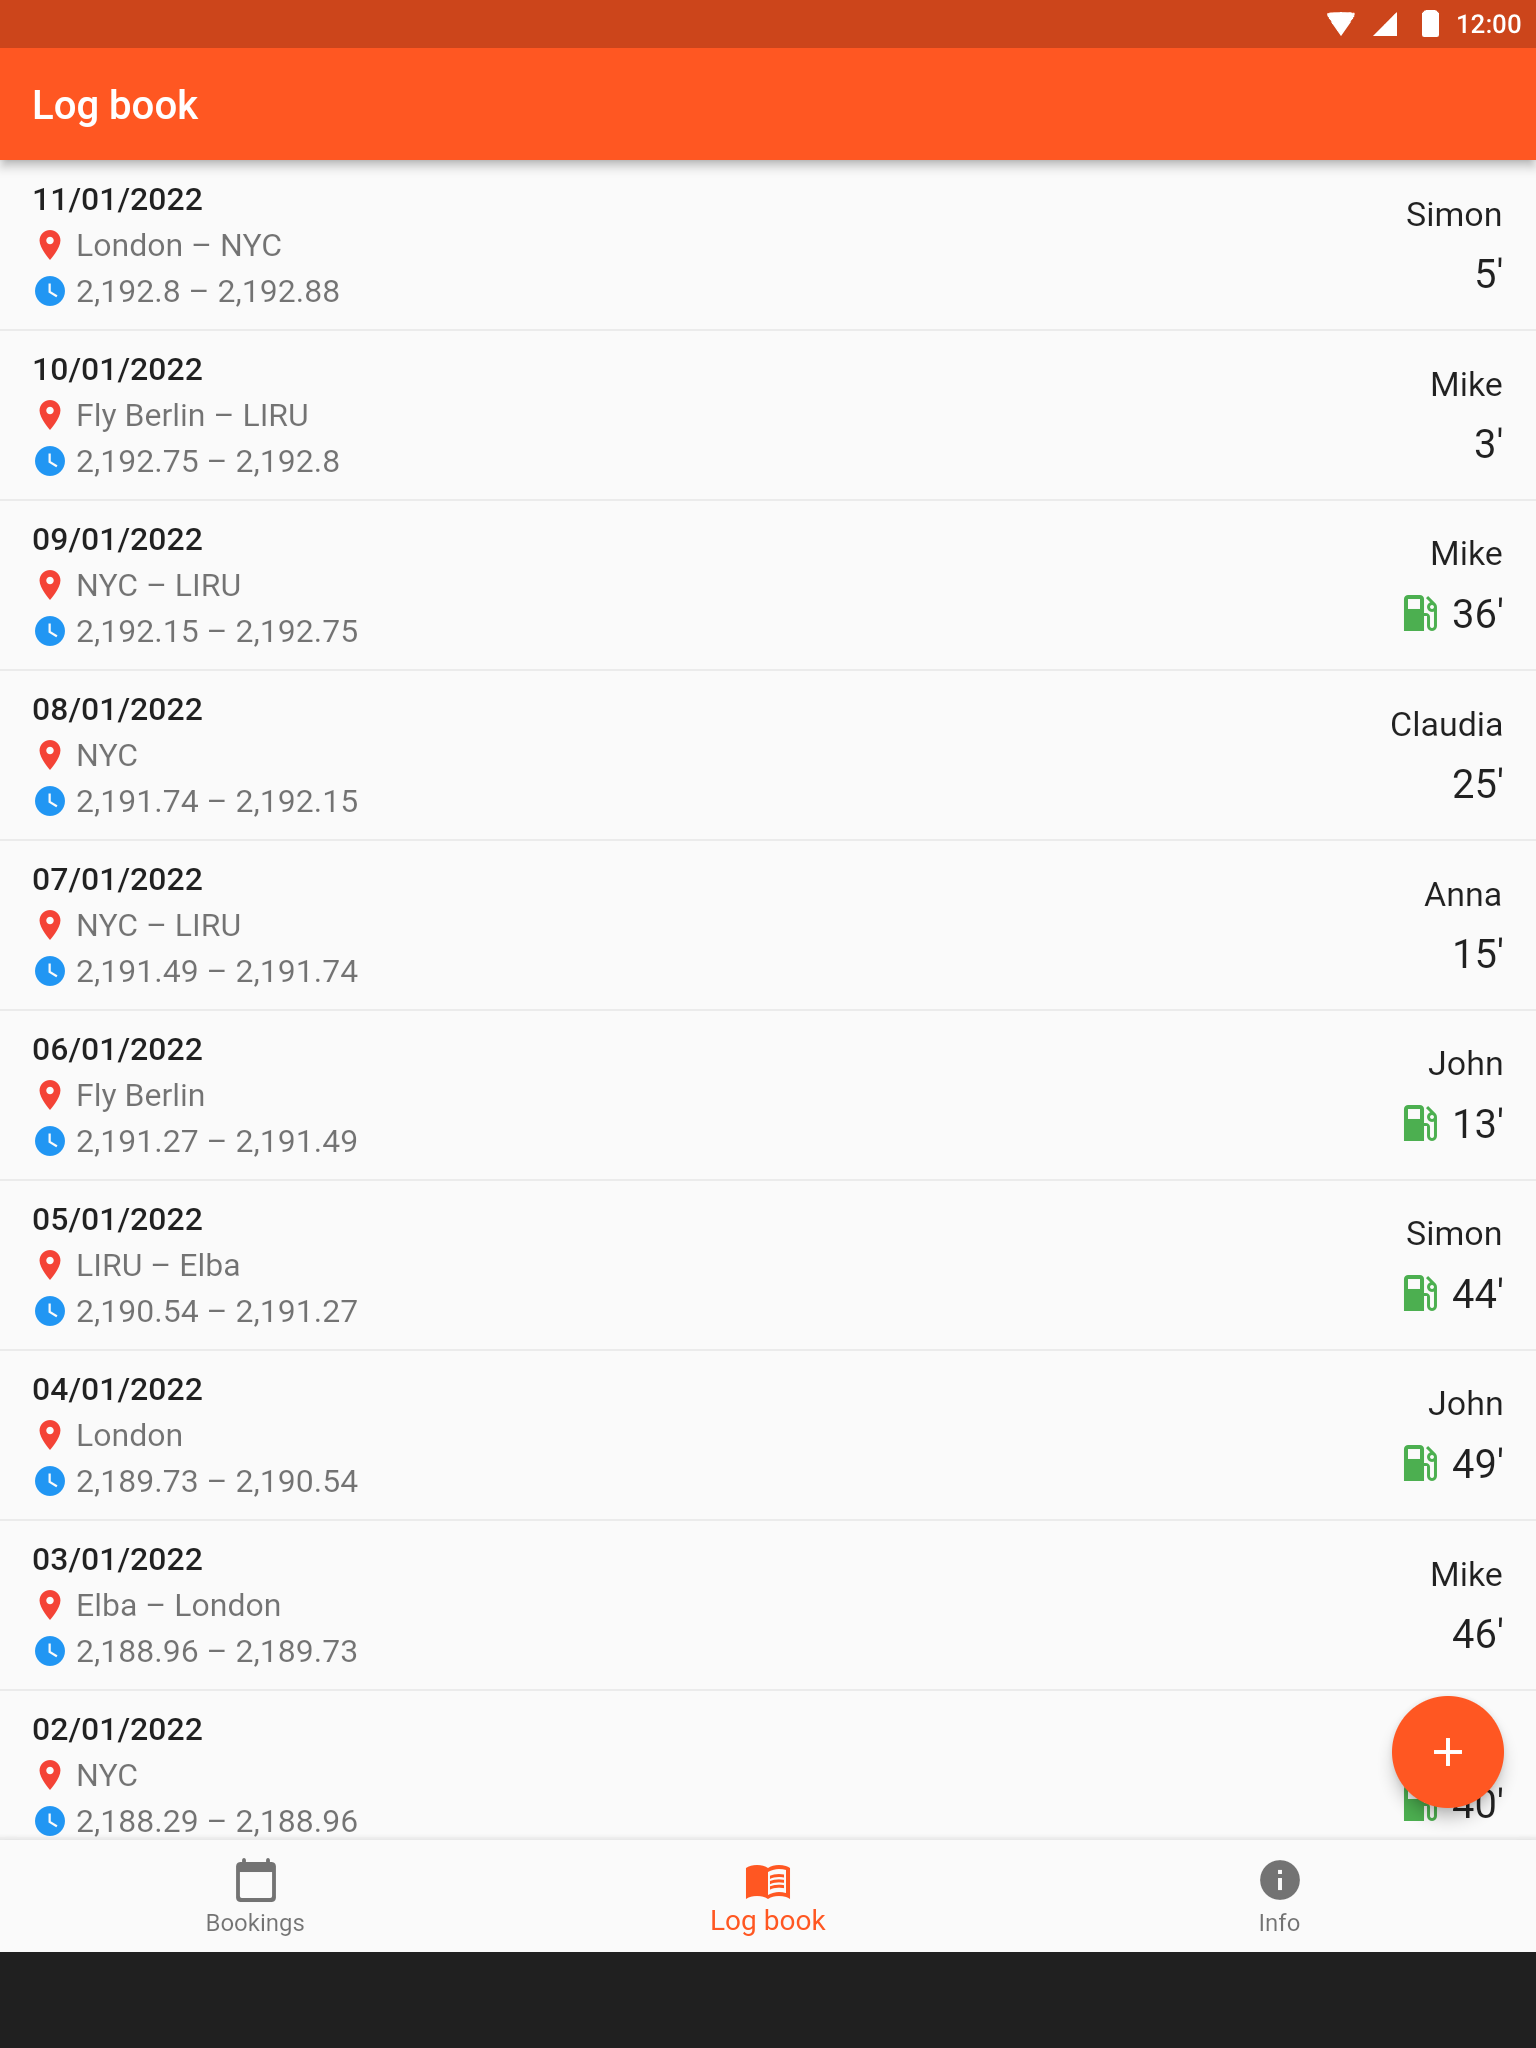 12:00
Log book
11/01/2022
London – NYC
2,192.8 – 2,192.88
Simon
5'
10/01/2022
Fly Berlin – LIRU
2,192.75 – 2,192.8
Mike
3'
09/01/2022
NYC – LIRU
2,192.15 – 2,192.75
Mike
36'
08/01/2022
NYC
2,191.74 – 2,192.15
Claudia
25'
07/01/2022
NYC – LIRU
2,191.49 – 2,191.74
Anna
15'
06/01/2022
Fly Berlin
2,191.27 – 2,191.49
John
13'
05/01/2022
LIRU – Elba
2,190.54 – 2,191.27
Simon
44'
04/01/2022
London
2,189.73 – 2,190.54
John
49'
03/01/2022
Elba – London
2,188.96 – 2,189.73
Mike
46'
02/01/2022
NYC
2,188.29 – 2,188.96
40'
Bookings
Log book
Info